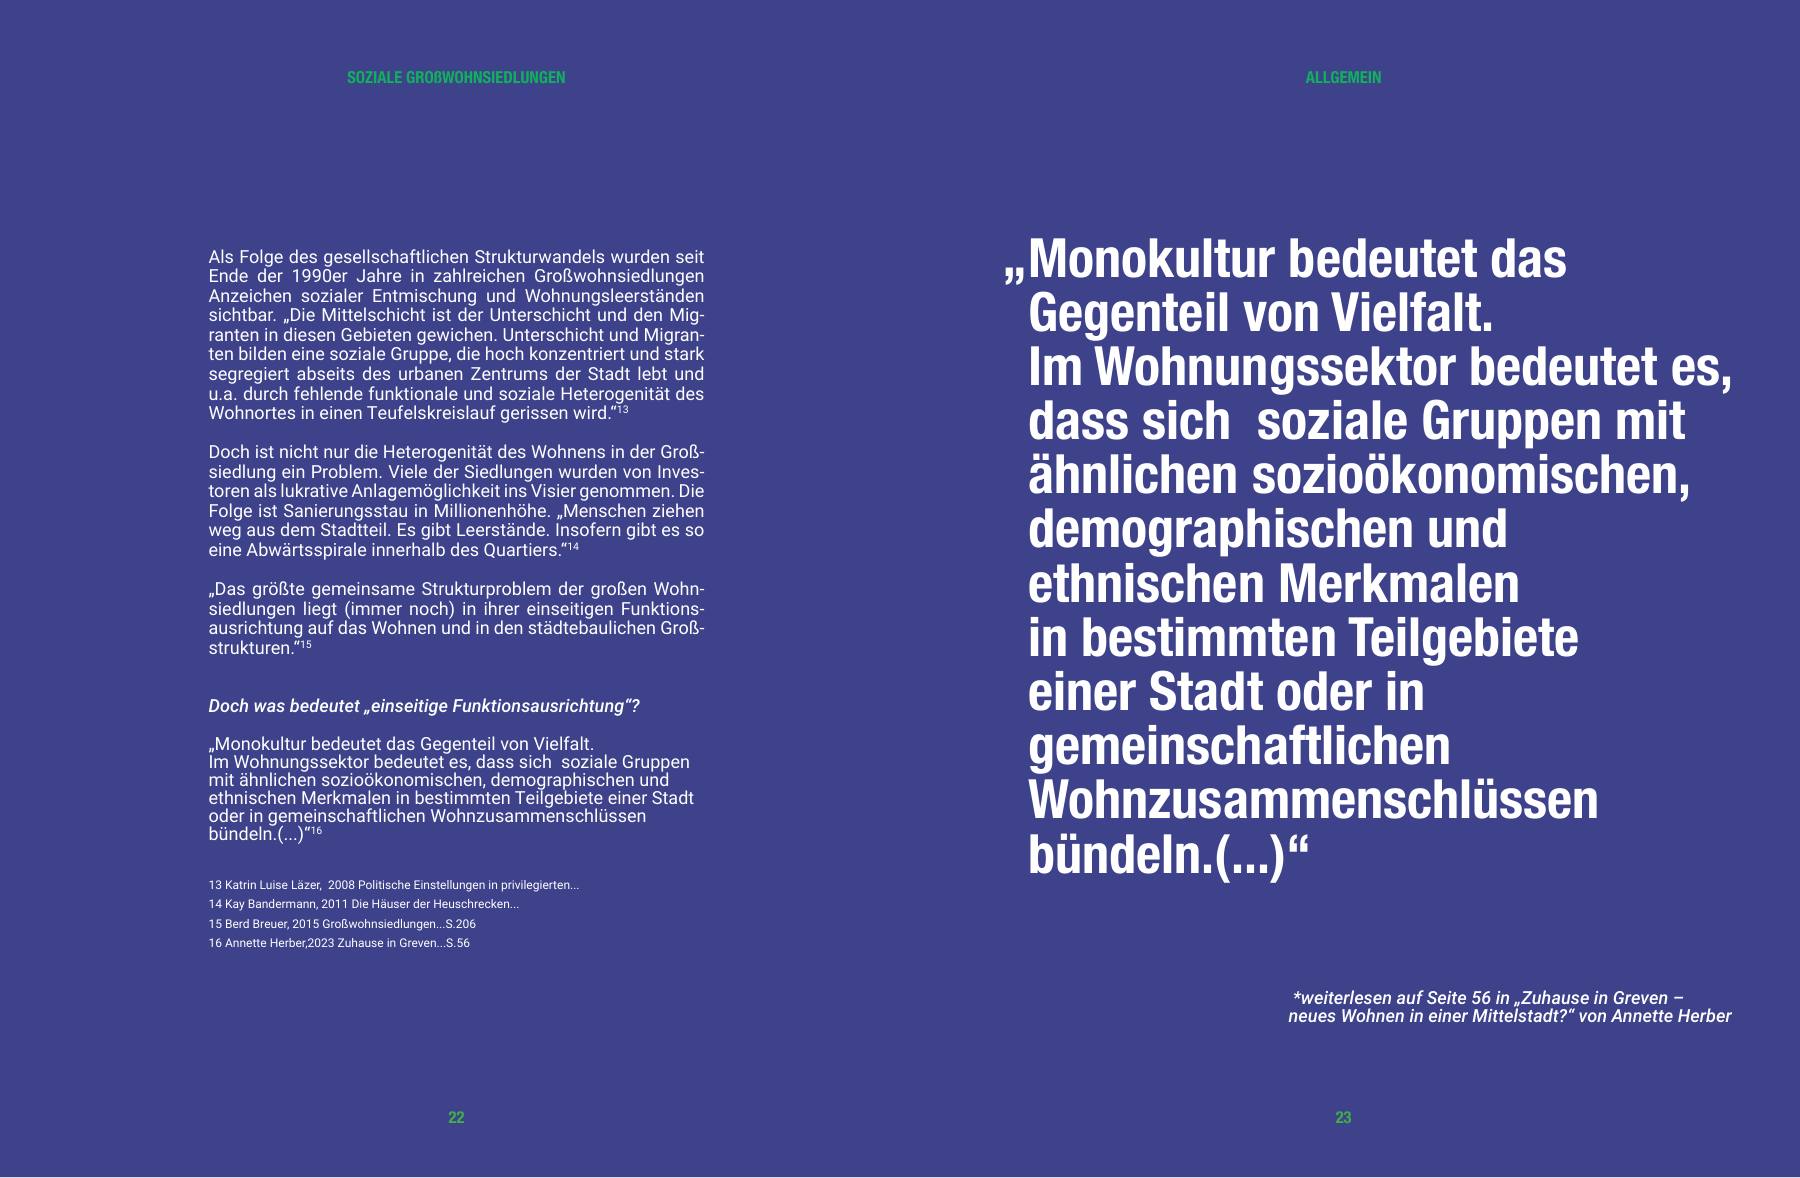 SOZIALE GROßWOHNSIEDLUNGEN
Als Folge des gesellschaftlichen Strukturwandels wurden seit
Ende der 1990er Jahre in zahlreichen Großwohnsiedlungen
Anzeichen sozialer Entmischung und Wohnungsleerständen
sichtbar. „Die Mittelschicht ist der Unterschicht und den Mig-
ranten in diesen Gebieten gewichen. Unterschicht und Migran-
ten bilden eine soziale Gruppe, die hoch konzentriert und stark
segregiert abseits des urbanen Zentrums der Stadt lebt und
u.a. durch fehlende funktionale und soziale Heterogenität des
Wohnortes in einen Teufelskreislauf gerissen wird.“13
Doch ist nicht nur die Heterogenität des Wohnens in der Groß-
siedlung ein Problem. Viele der Siedlungen wurden von Inves-
toren als lukrative Anlagemöglichkeit ins Visier genommen. Die
Folge ist Sanierungsstau in Millionenhöhe. „Menschen ziehen
weg aus dem Stadtteil. Es gibt Leerstände. Insofern gibt es so
eine Abwärtsspirale innerhalb des Quartiers.“14
„Das größte gemeinsame Strukturproblem der großen Wohn-
siedlungen liegt (immer noch) in ihrer einseitigen Funktions-
ausrichtung auf das Wohnen und in den städtebaulichen Groß-
strukturen.“15
Doch was bedeutet „einseitige Funktionsausrichtung“?
„Monokultur bedeutet das Gegenteil von Vielfalt.
Im Wohnungssektor bedeutet es, dass sich  soziale Gruppen
mit ähnlichen sozioökonomischen, demographischen und
ethnischen Merkmalen in bestimmten Teilgebiete einer Stadt
oder in gemeinschaftlichen Wohnzusammenschlüssen
bündeln.(...)“16
13 Katrin Luise Läzer,  2008 Politische Einstellungen in privilegierten...
14 Kay Bandermann, 2011 Die Häuser der Heuschrecken...
15 Berd Breuer, 2015 Großwohnsiedlungen...S.206
16 Annette Herber,2023 Zuhause in Greven...S.56
22
ALLGEMEIN
„Monokultur bedeutet das
Gegenteil von Vielfalt.
Im Wohnungssektor bedeutet es,
dass sich  soziale Gruppen mit
ähnlichen sozioökonomischen,
demographischen und
ethnischen Merkmalen
in bestimmten Teilgebiete
einer Stadt oder in
gemeinschaftlichen
Wohnzusammenschlüssen
bündeln.(...)“
*weiterlesen auf Seite 56 in „Zuhause in Greven –
neues Wohnen in einer Mittelstadt?“ von Annette Herber
23